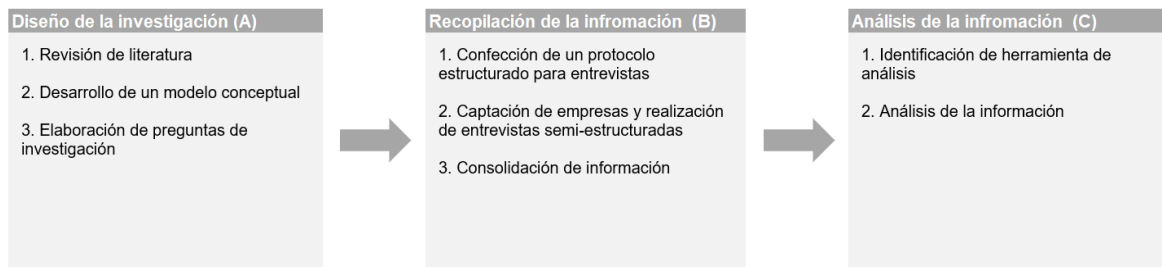 Diseño de la investigación (A)
1. Revisión de literatura
2. Desarrollo de un modelo conceptual
3. Elaboración de preguntas de
investigación
Recopilación de la infromación (B)
1. Confección de un protocolo
estructurado para entrevistas
2. Captación de empresas y realización
de entrevistas semi-estructuradas
3. Consolidación de información
Análisis de la infromación (C)
1. Identificación de herramienta de
análisis
2. Análisis de la información